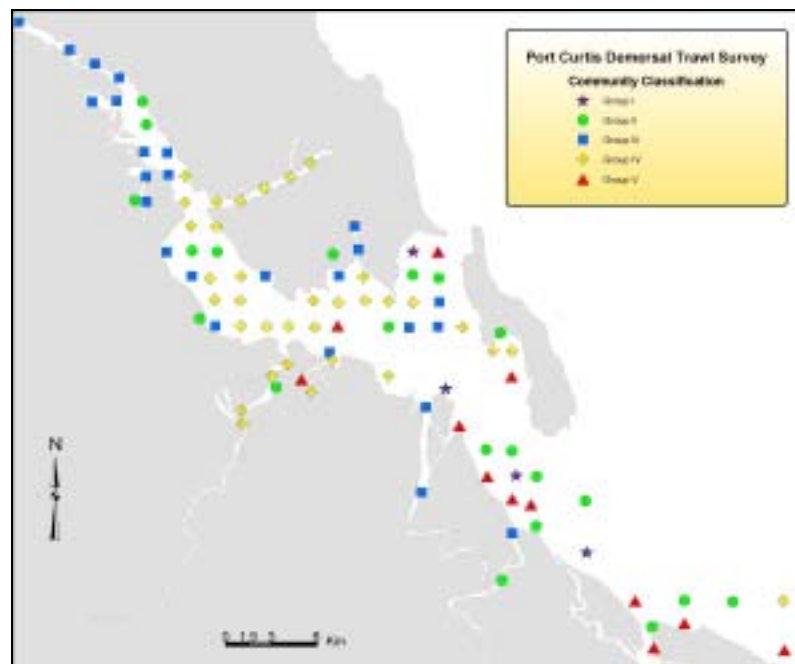 Port Curtis Demersal Trawl Survey
Community Classification
Group I
Group II
Group III
Group IV
Group V
N
Km